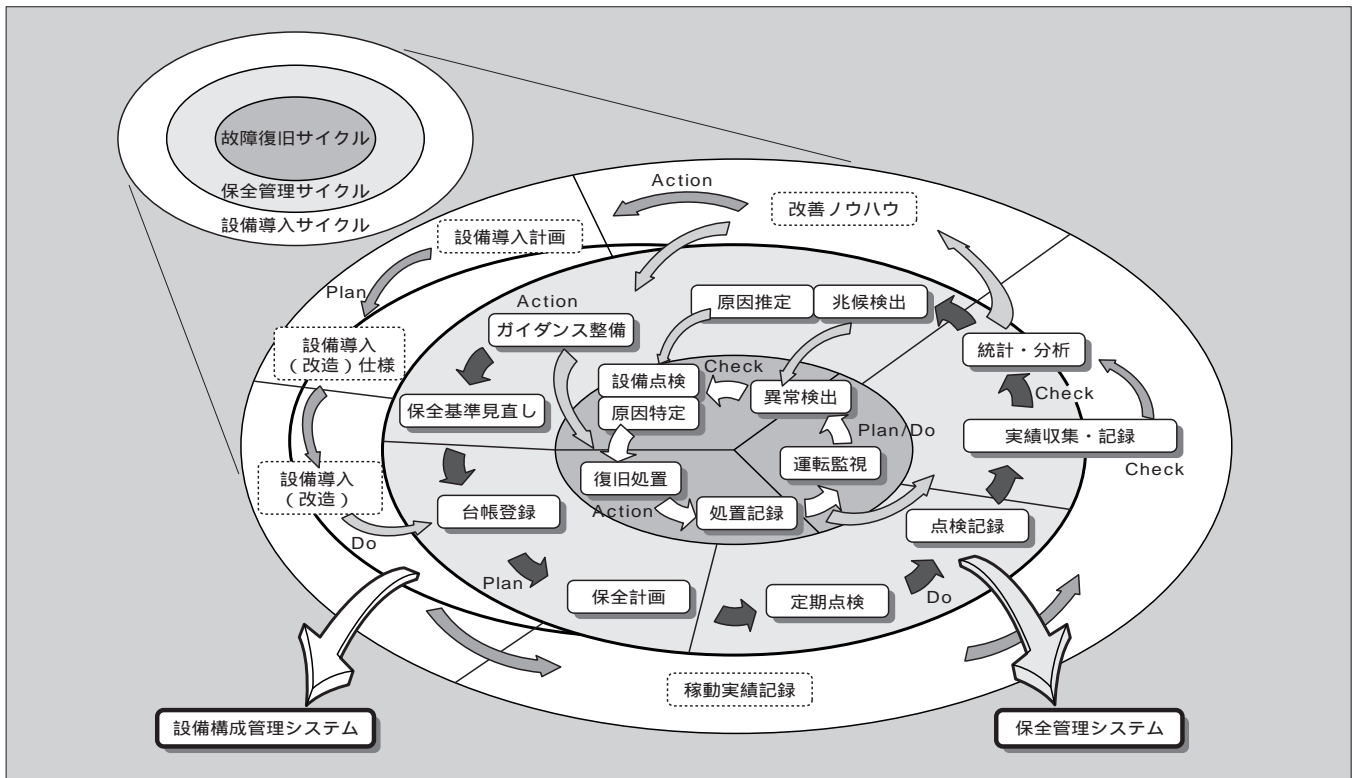 故障復旧サイクル
保全管理サイクル
設備導入サイクル
Action
改善ノウハウ
設備導入計画
Plan
設備導入
（改造）仕様
設備導入
（改造）
Do
Action
ガイダンス整備
原因推定
兆候検出
統計・分析
Check
実績収集・記録
Check
保全基準見直し
設備点検
原因特定
Check
異常検出
Plan/Do
運転監視
復旧処置
Action
処置記録
台帳登録
Plan
保全計画
定期点検
Do
点検記録
稼動実績記録
設備構成管理システム
保全管理システム